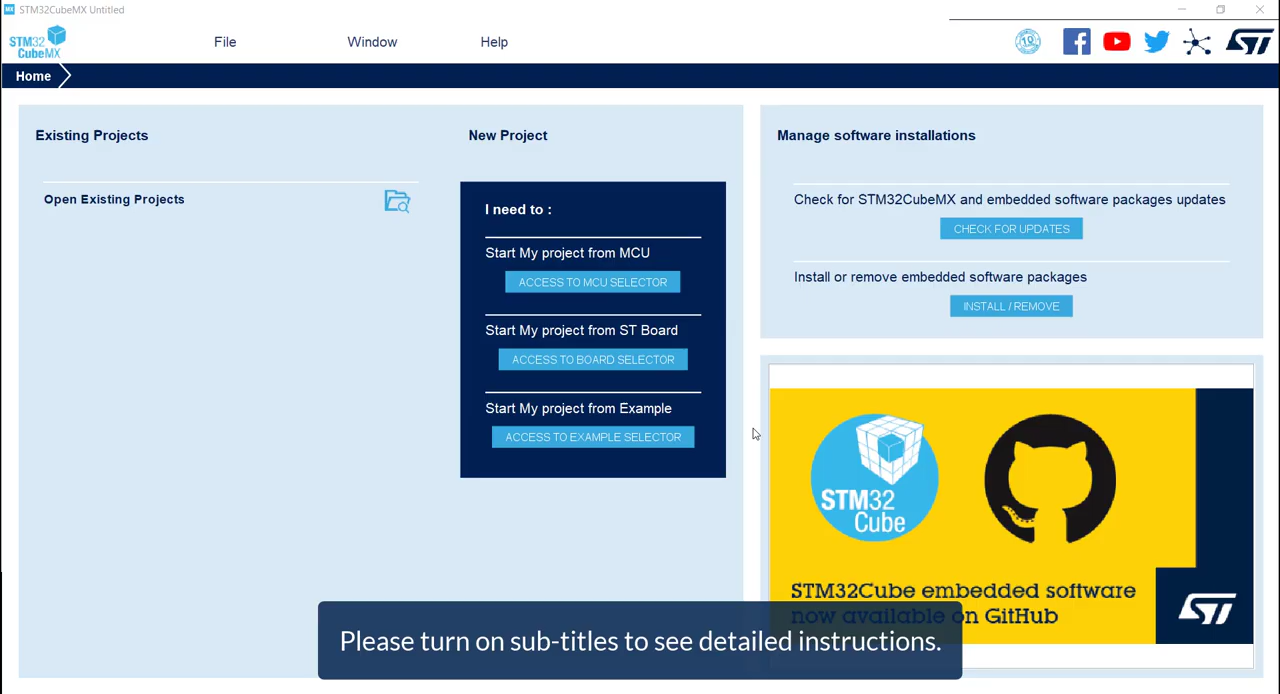 MX STM32CubeMX Untitled
STM32
CubeMX
File
Window
Help
10
Home
Existing Projects
Open Existing Projects
New Project
I need to :
Start My project from MCU
ACCESS TO MCU SELECTOR
Start My project from ST Board
ACCESS TO BOARD SELECTOR
Start My project from Example
ACCESS TO EXAMPLE SELECTOR
Manage software installations
Check for STM32CubeMX and embedded software packages updates
CHECK FOR UPDATES
Install or remove embedded software packages
INSTALL / REMOVE
STM32
Cube
STM32Cube embedded software
now available on GitHub
ST
Please turn on sub-titles to see detailed instructions.